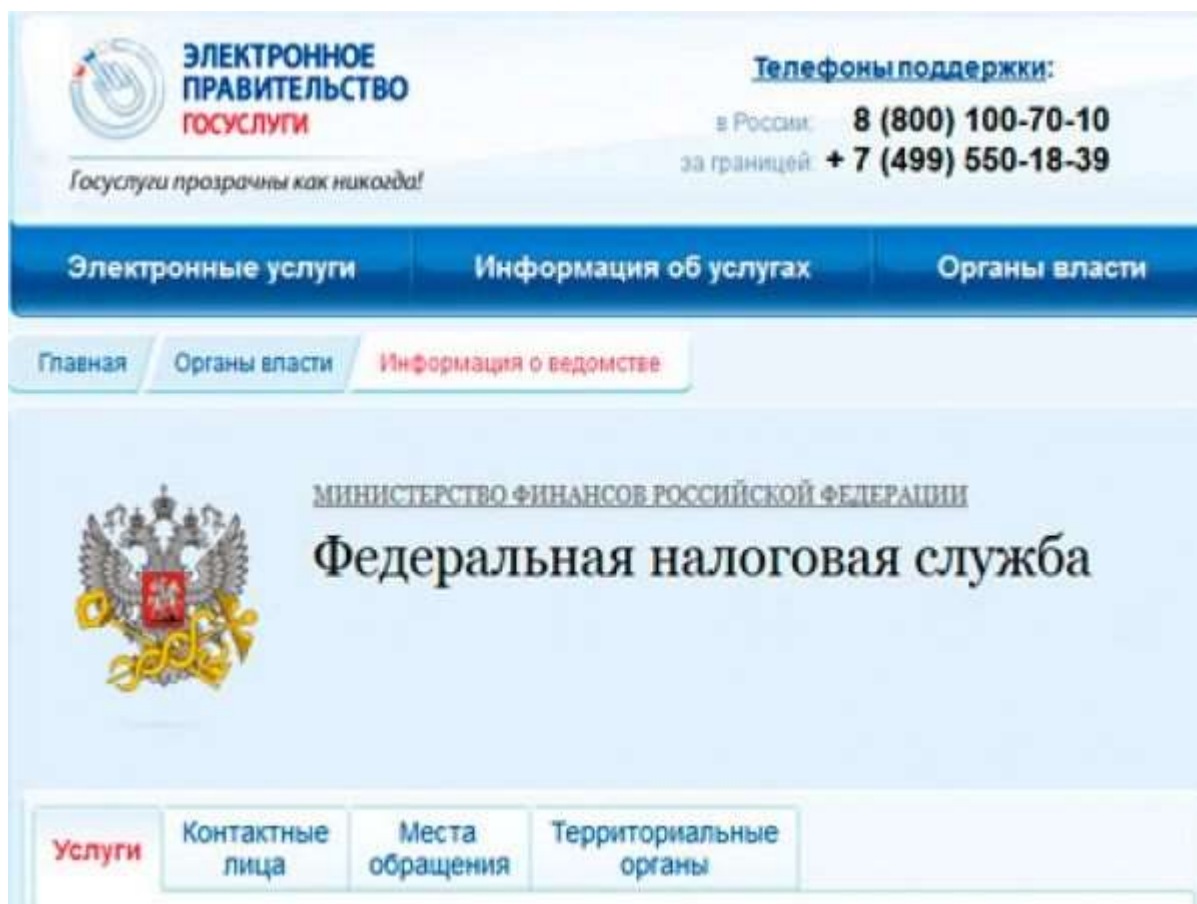 ЭЛЕКТРОННОЕ
ПРАВИТЕЛЬСТВО
ГОСУСЛУГИ
Госуслуги прозрачны как никогда!
Телефоны поддержки:
в России: 8 (800) 100-70-10
за границей: + 7 (499) 550-18-39
Электронные услуги Информация об услугах Органы власти
Главная Органы власти Информация о ведомстве
МИНИСТЕРСТВО ФИНАНСОВ РОССИЙСКОЙ ФЕДЕРАЦИИ
Федеральная налоговая служба
Услуги
Контактные
лица
Места
обращения
Территориальные
органы